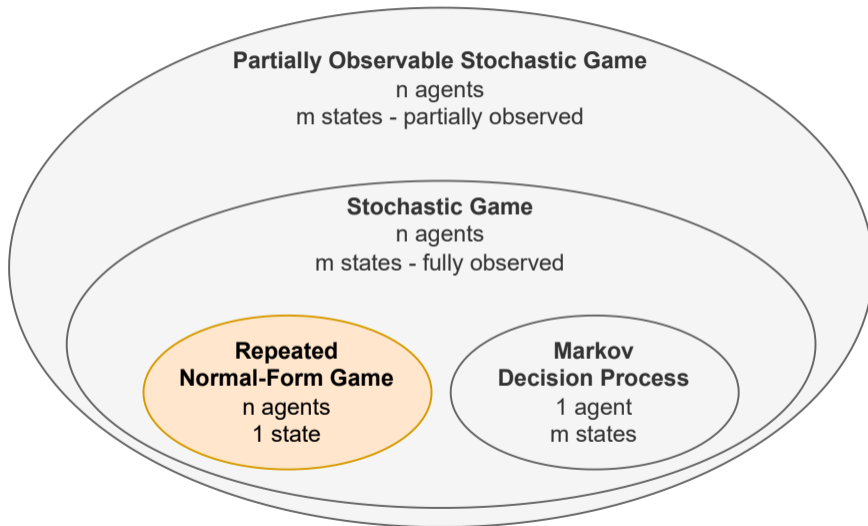 Partially Observable Stochastic Game
n agents
m states - partially observed
Stochastic Game
n agents
m states - fully observed
Repeated
Normal-Form Game
n agents
1 state
Markov
Decision Process
1 agent
m states